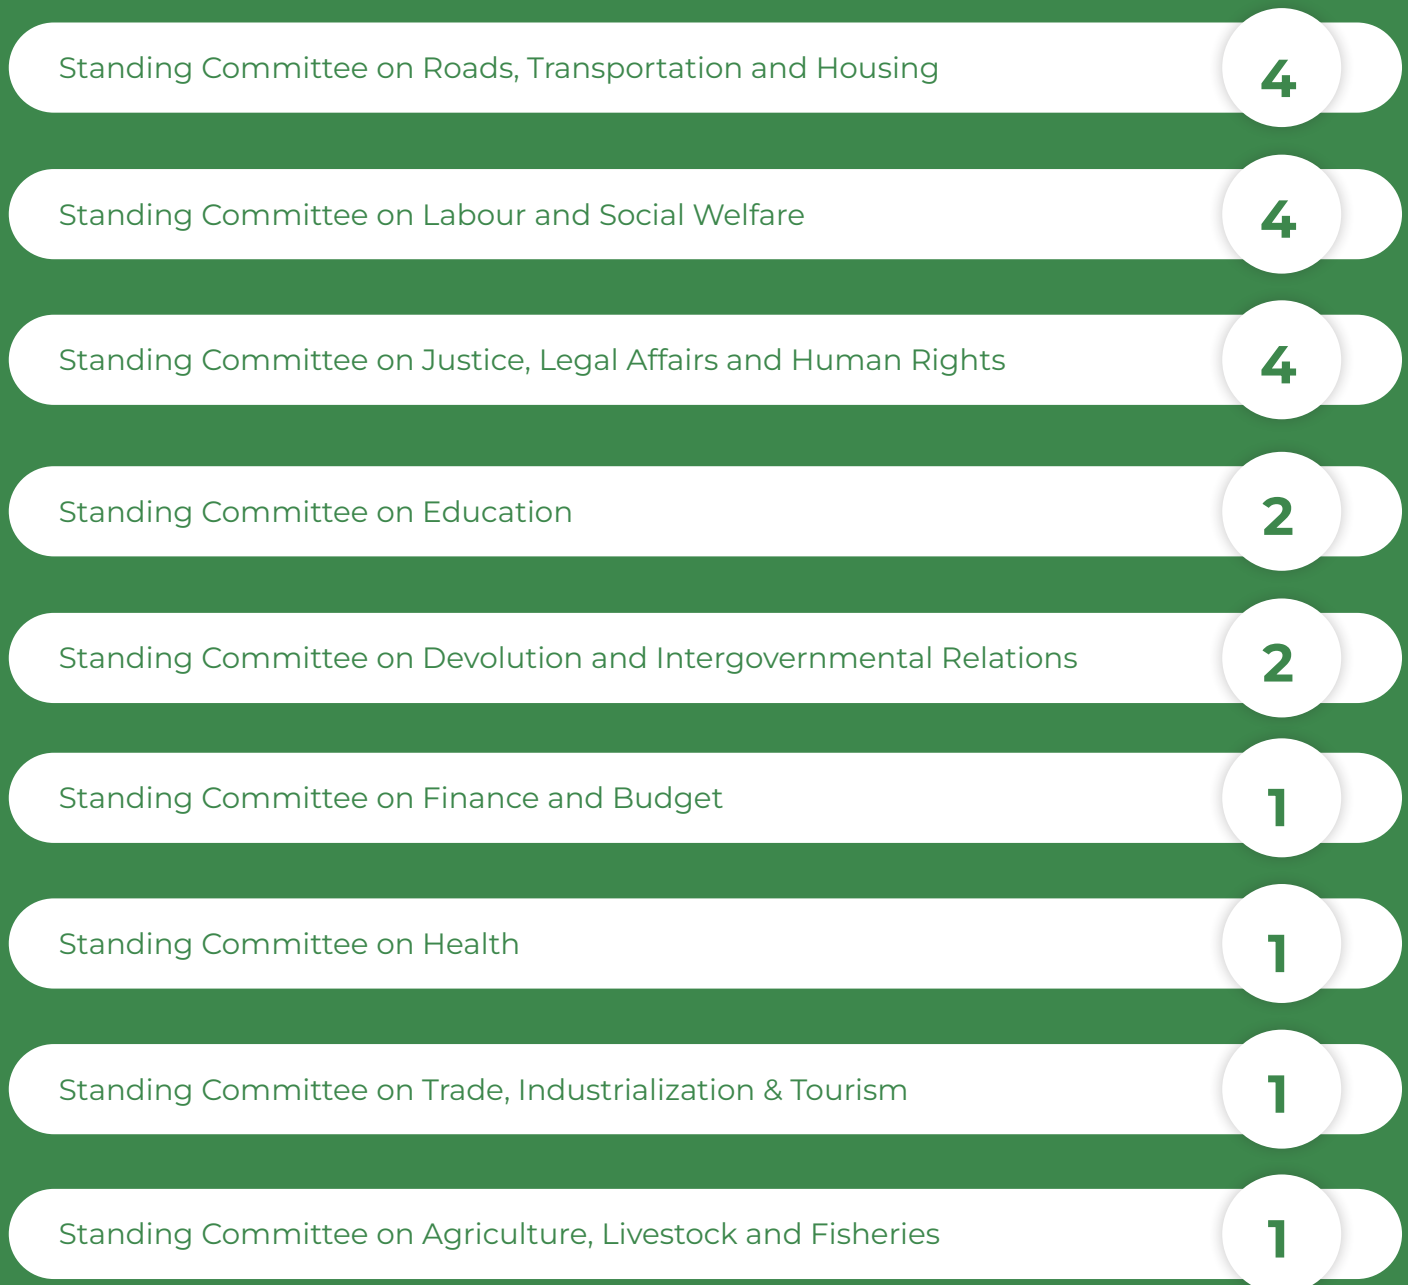 Standing Committee on Roads, Transportation and Housing 4
Standing Committee on Labour and Social Welfare 4
Standing Committee on Justice, Legal Affairs and Human Rights 4
Standing Committee on Education 2
Standing Committee on Devolution and Intergovernmental Relations 2
Standing Committee on Finance and Budget 1
Standing Committee on Health 1
Standing Committee on Trade, Industrialization & Tourism 1
Standing Committee on Agriculture, Livestock and Fisheries 1